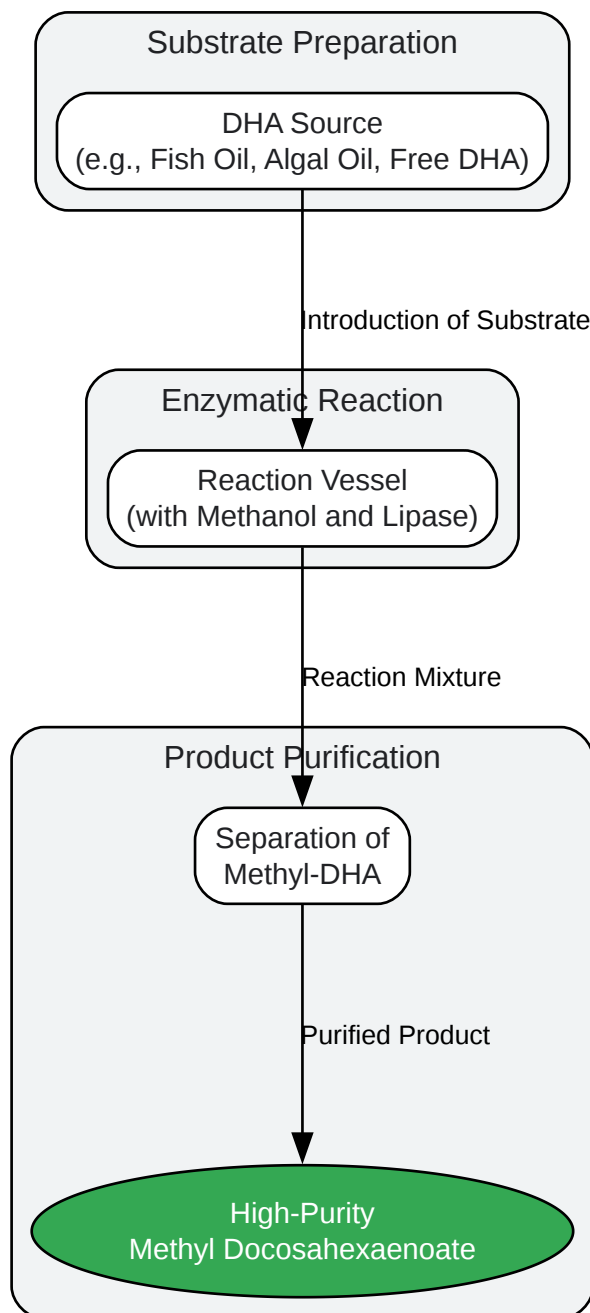 Substrate Preparation
DHA Source
(e.g., Fish Oil, Algal Oil, Free DHA)
Introduction of Substrate
Enzymatic Reaction
Reaction Vessel
(with Methanol and Lipase)
Reaction Mixture
Product Purification
Separation of
Methyl-DHA
Purified Product
High-Purity
Methyl Docosahexaenoate